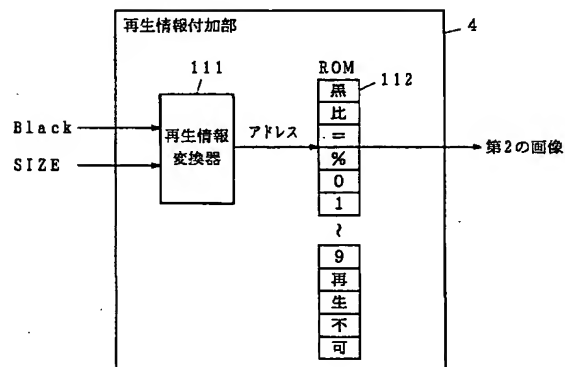 再生情報付加部
4
111
ROM
112
Black
SIZE
再生情報
変換器
アドレス
黒
比
=
%
0
1
~
9
再
生
不
可
第2の画像